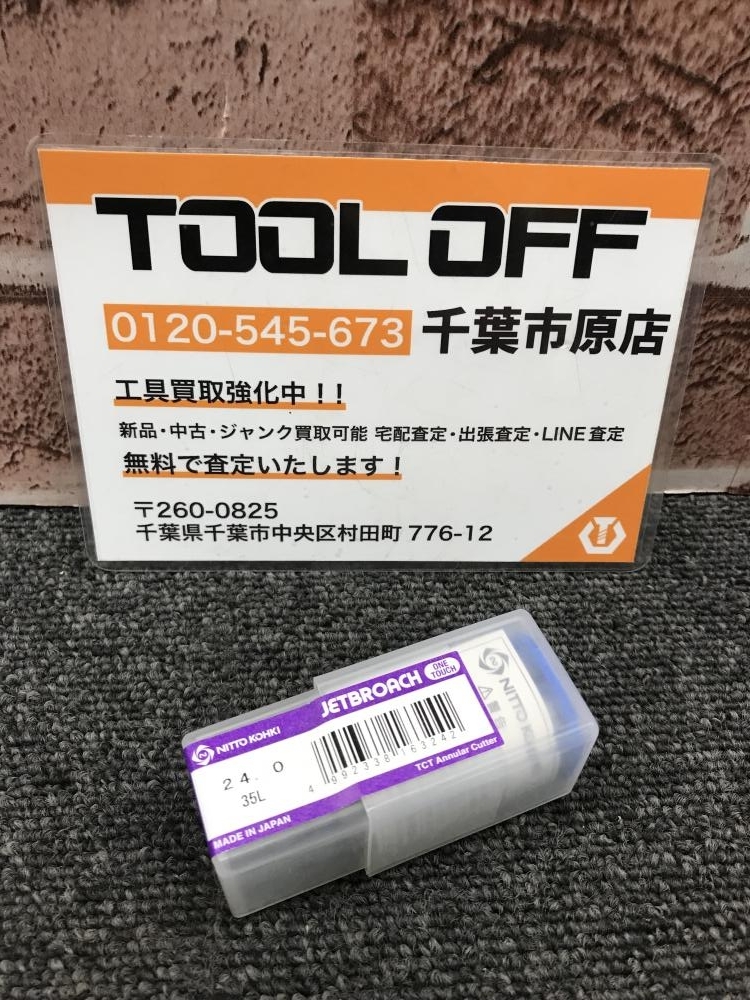 TOOL OFF
0120-545-673 千葉市原店
工具買取強化中！！
新品・中古・ジャンク買取可能 宅配査定・出張査定・LINE査定
無料で査定いたします！
〒260-0825
千葉県千葉市中央区村田町 776-12
JETBROACH ONE TOUCH
NITTO KOHKI
24.0
35L
4 992338 163242
TCT Annular Cutter
MADE IN JAPAN
NITTO